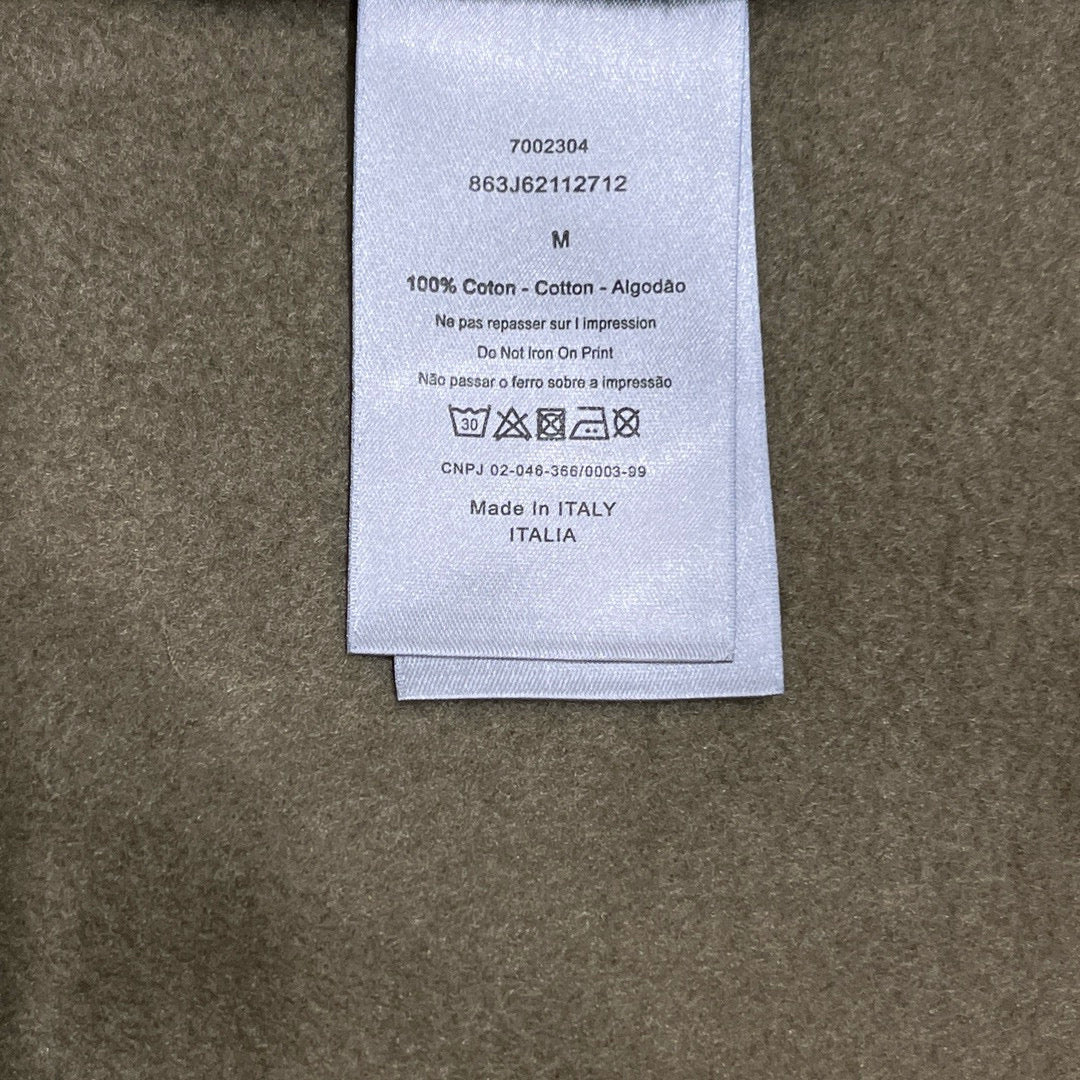 7002304
863J62112712
M
100% Coton - Cotton - Algodão
Ne pas repasser sur l impression
Do Not Iron On Print
Não passar o ferro sobre a impressão
30
CNPJ 02-046-366/0003-99
Made In ITALY
ITALIA